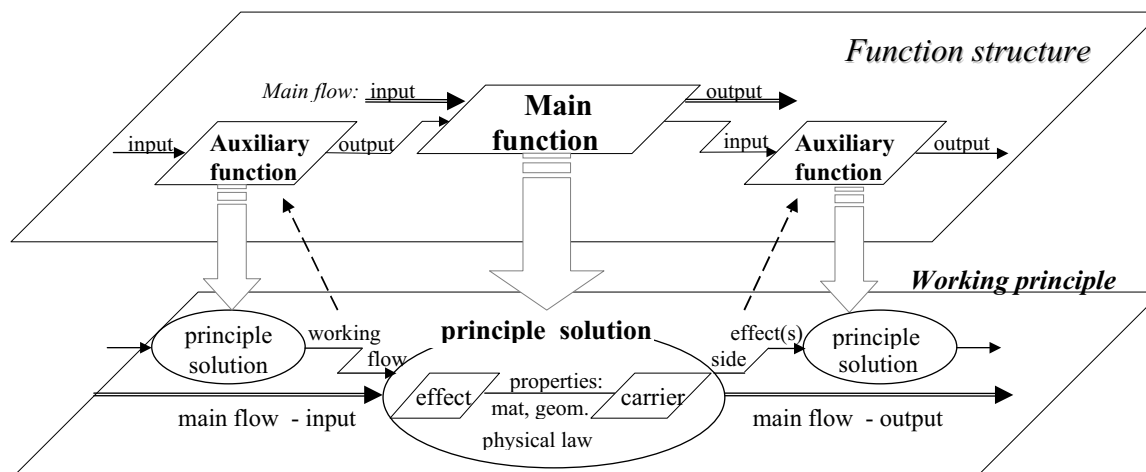 Function structure
Main flow: input
Main
function
output
input
Auxiliary
function
output
input
Auxiliary
function
output
Working principle
principle
solution
working
flow
principle solution
effect
properties:
mat, geom.
carrier
physical law
side
effect(s)
principle
solution
main flow - input
main flow - output